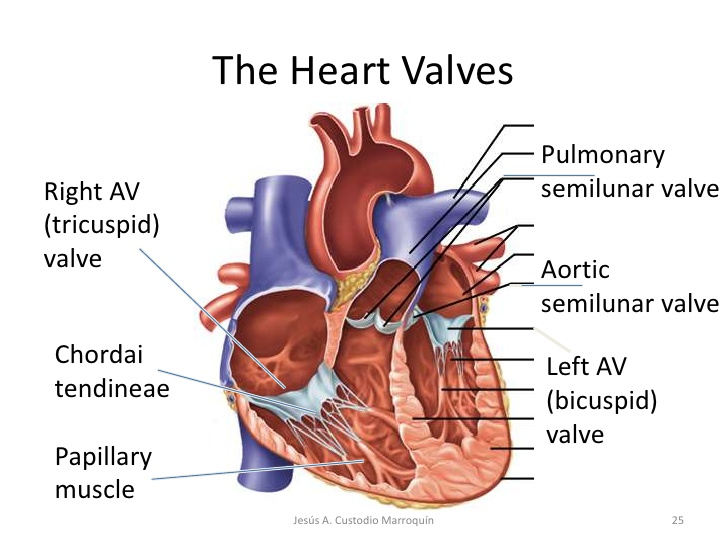 The Heart Valves
Right AV
(tricuspid)
valve
Chordai
tendineae
Papillary
muscle
Pulmonary
semilunar valve
Aortic
semilunar valve
Left AV
(bicuspid)
valve
Jesús A. Custodio Marroquín
25